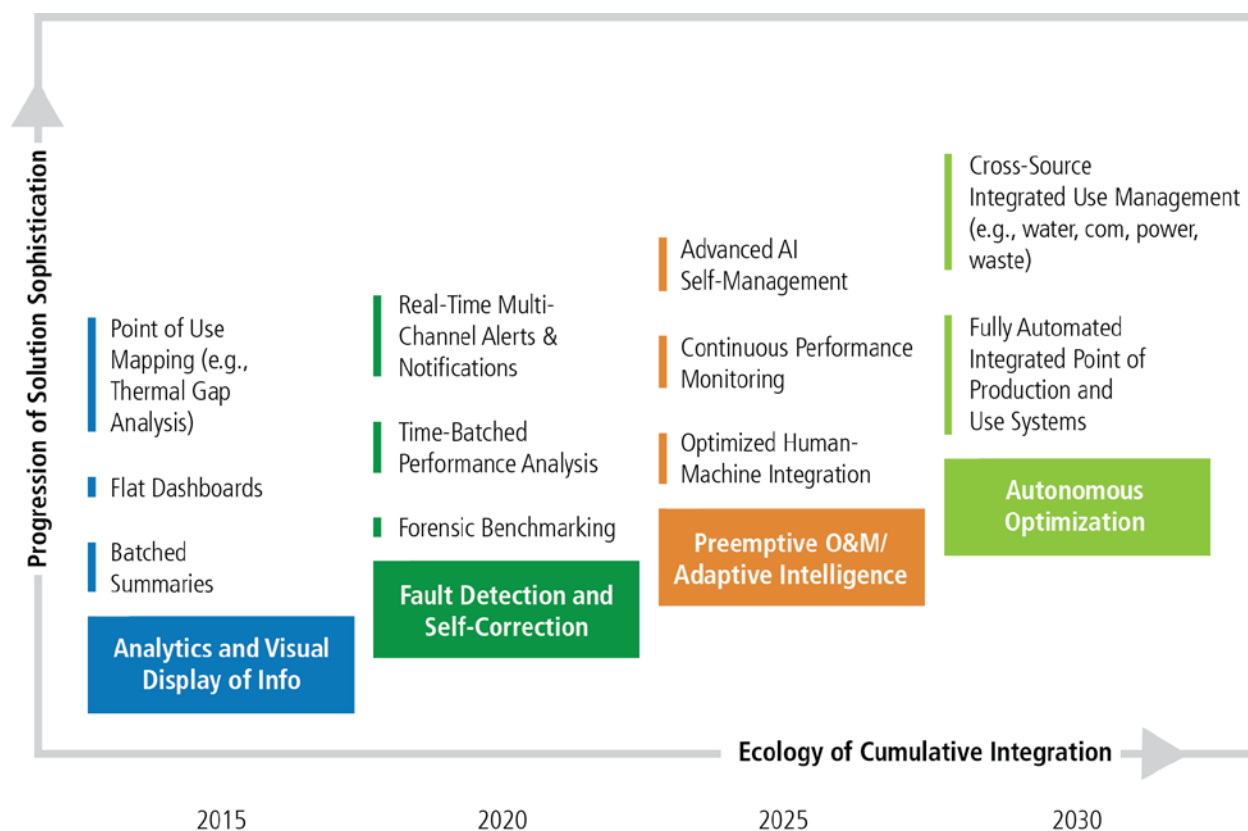 Progression of Solution Sophistication
Point of Use
Mapping (e.g.,
Thermal Gap
Analysis)
Flat Dashboards
Batched
Summaries
Analytics and Visual
Display of Info
Real-Time Multi-
Channel Alerts &
Notifications
Time-Batched
Performance Analysis
Forensic Benchmarking
Fault Detection and
Self-Correction
Advanced AI
Self-Management
Continuous Performance
Monitoring
Optimized Human-
Machine Integration
Preemptive O&M/
Adaptive Intelligence
Cross-Source
Integrated Use Management
(e.g., water, com, power,
waste)
Fully Automated
Integrated Point of
Production and
Use Systems
Autonomous
Optimization
Ecology of Cumulative Integration
2015
2020
2025
2030